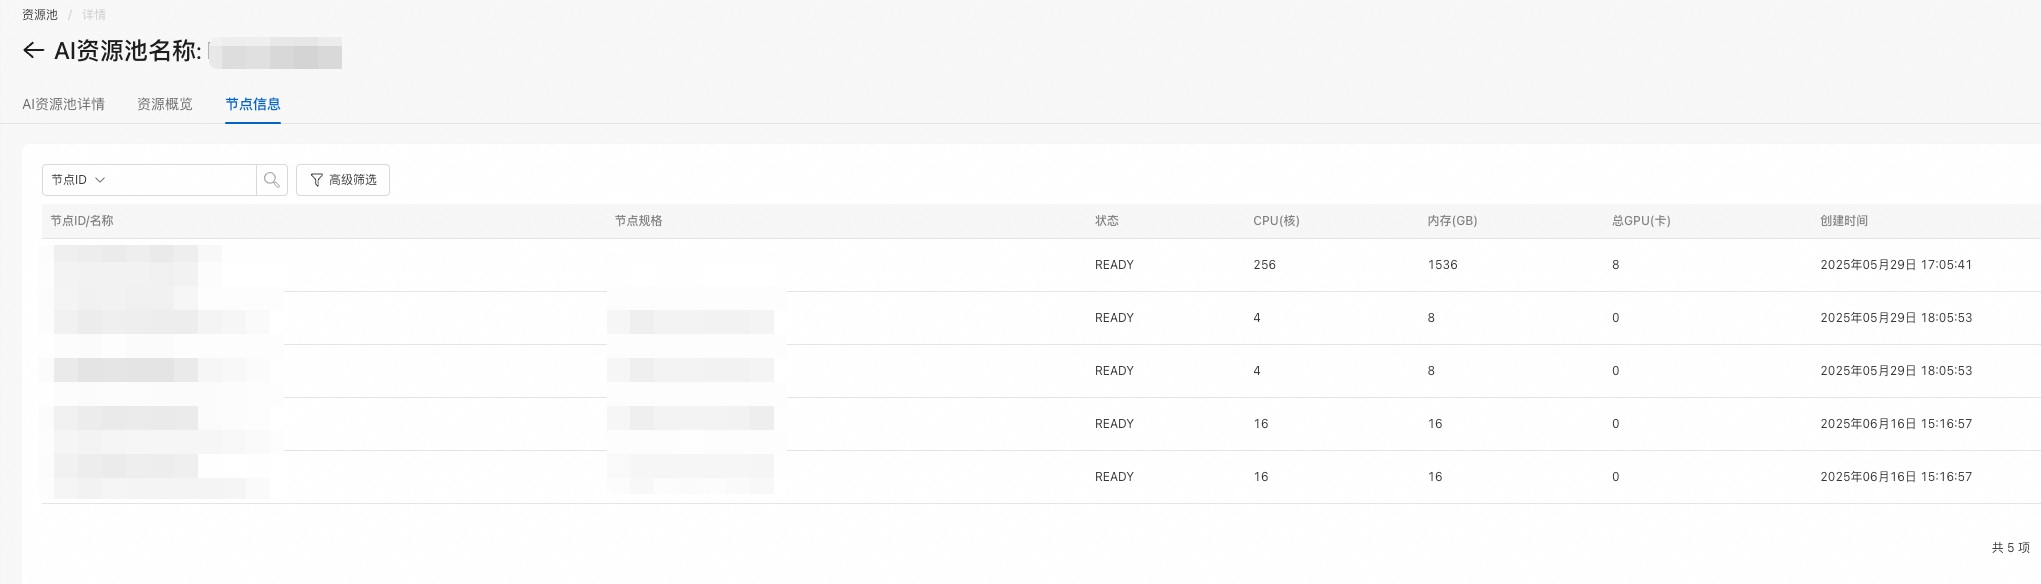 资源池 / 详情
AI资源池名称:
AI资源池详情 资源概览 节点信息
节点ID 高级筛选
节点ID/名称 节点规格 状态 CPU(核) 内存(GB) 总GPU(卡) 创建时间
READY 256 1536 8 2025年05月29日 17:05:41
READY 4 8 0 2025年05月29日 18:05:53
READY 4 8 0 2025年05月29日 18:05:53
READY 16 16 0 2025年06月16日 15:16:57
READY 16 16 0 2025年06月16日 15:16:57
共 5 项